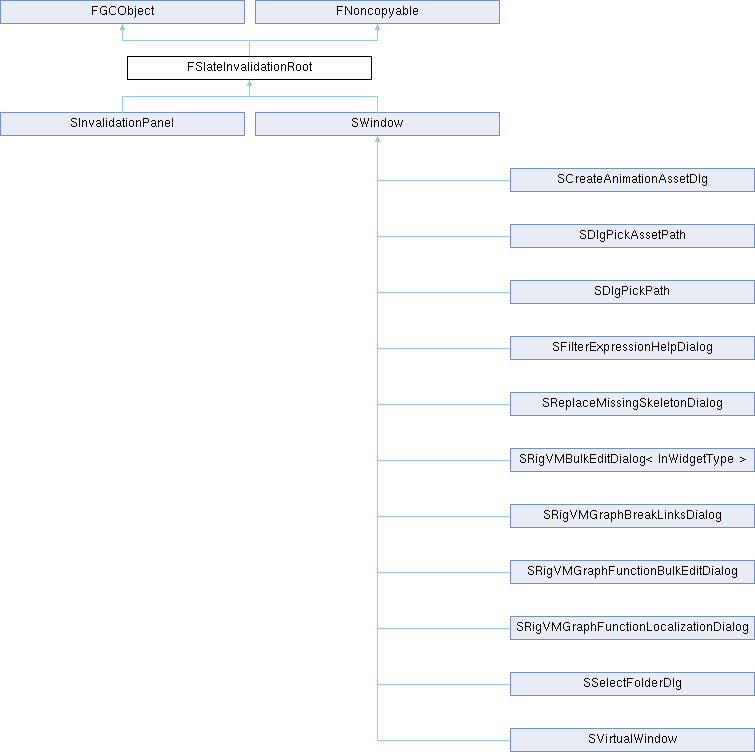 FGCObject
FNoncopyable
FSlateInvalidationRoot
SInvalidationPanel
SWindow
SCreateAnimationAssetDlg
SDlgPickAssetPath
SDlgPickPath
SFilterExpressionHelpDialog
SReplaceMissingSkeletonDialog
SRigVMBulkEditDialog< InWidgetType >
SRigVMGraphBreakLinksDialog
SRigVMGraphFunctionBulkEditDialog
SRigVMGraphFunctionLocalizationDialog
SSelectFolderDlg
SVirtualWindow